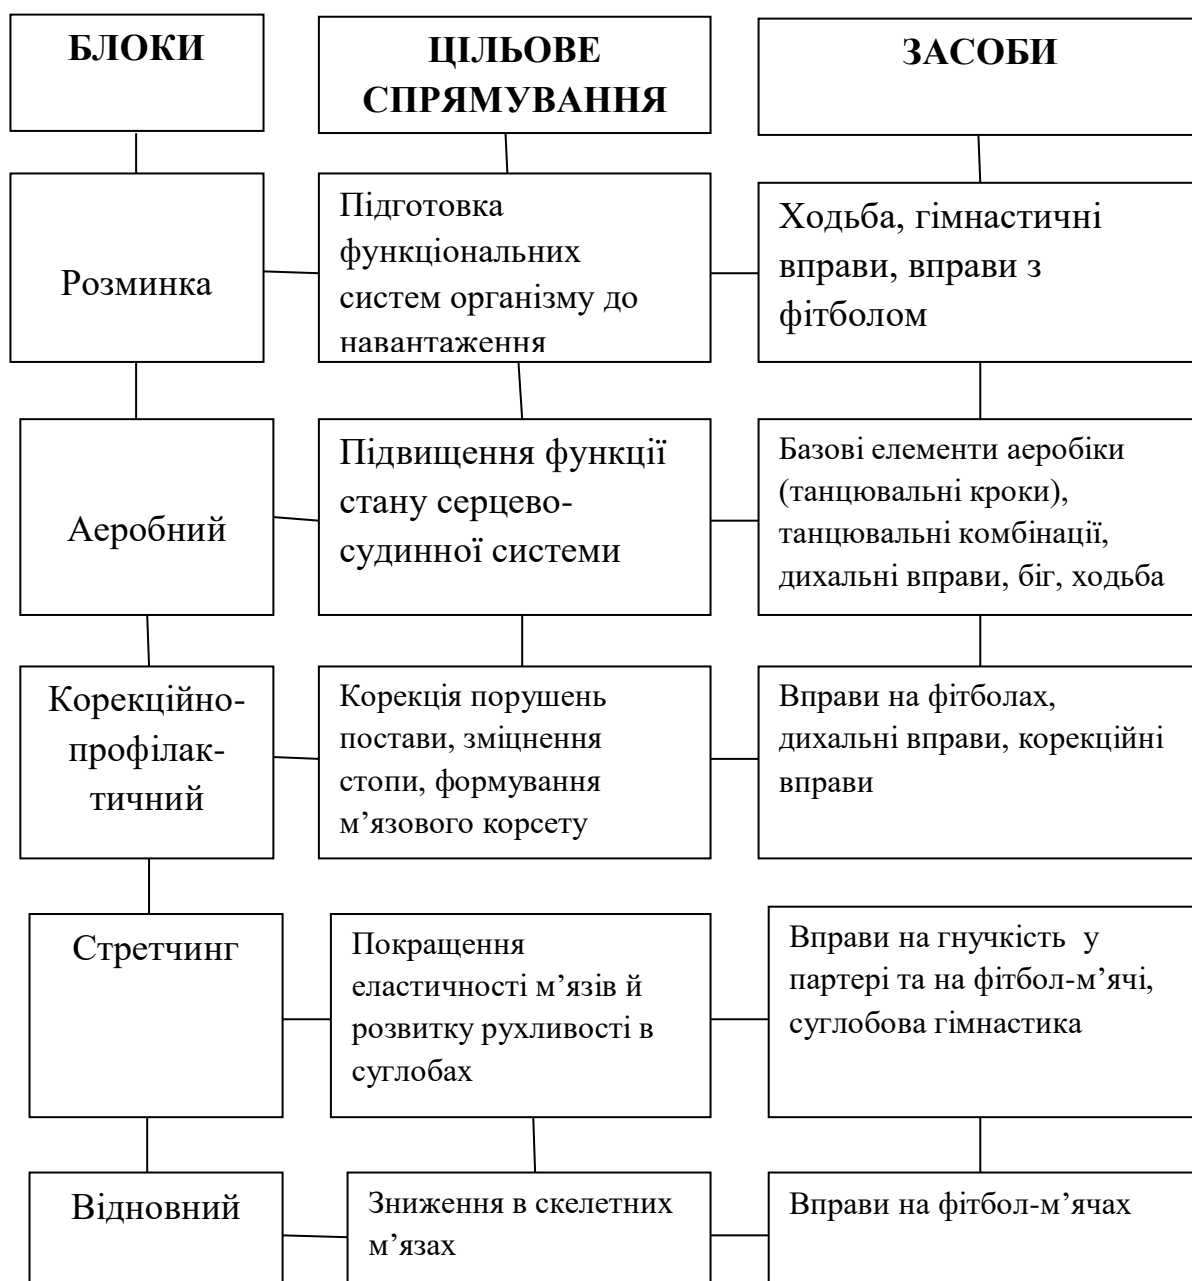 БЛОКИ
ЦІЛЬОВЕ
СПРЯМУВАННЯ
ЗАСОБИ
Розминка
Підготовка
функціональних
систем організму до
навантаження
Ходьба, гімнастичні
вправи, вправи з
фітболом
Аеробний
Підвищення функції
стану серцево-
судинної системи
Базові елементи аеробіки
(танцювальні кроки),
танцювальні комбінації,
дихальні вправи, біг, ходьба
Корекційно-
профілак-
тичний
Корекція порушень
постави, зміцнення
стопи, формування
м’язового корсету
Вправи на фітболах,
дихальні вправи, корекційні
вправи
Стретчинг
Покращення
еластичності м’язів й
розвитку рухливості в
суглобах
Вправи на гнучкість  у
партері та на фітбол-м’ячі,
суглобова гімнастика
Відновний
Зниження в скелетних
м’язах
Вправи на фітбол-м’ячах